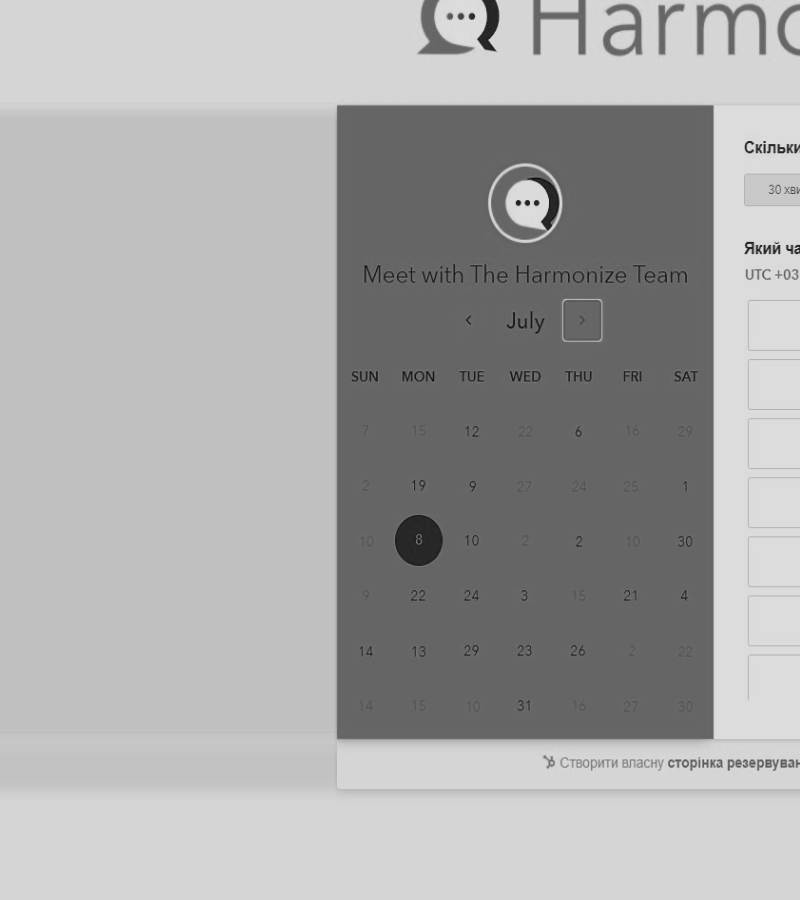 Harmo
Скільки
30 хви
Який ча
UTC +03
Meet with The Harmonize Team
July
SUN MON TUE WED THU FRI SAT
7 15 12 22 6 16 29
2 19 9 27 24 25 1
10 8 10 2 2 10 30
9 22 24 3 15 21 4
14 13 29 23 26 2 22
14 15 10 31 16 27 30
Створити власну сторінка резервуван